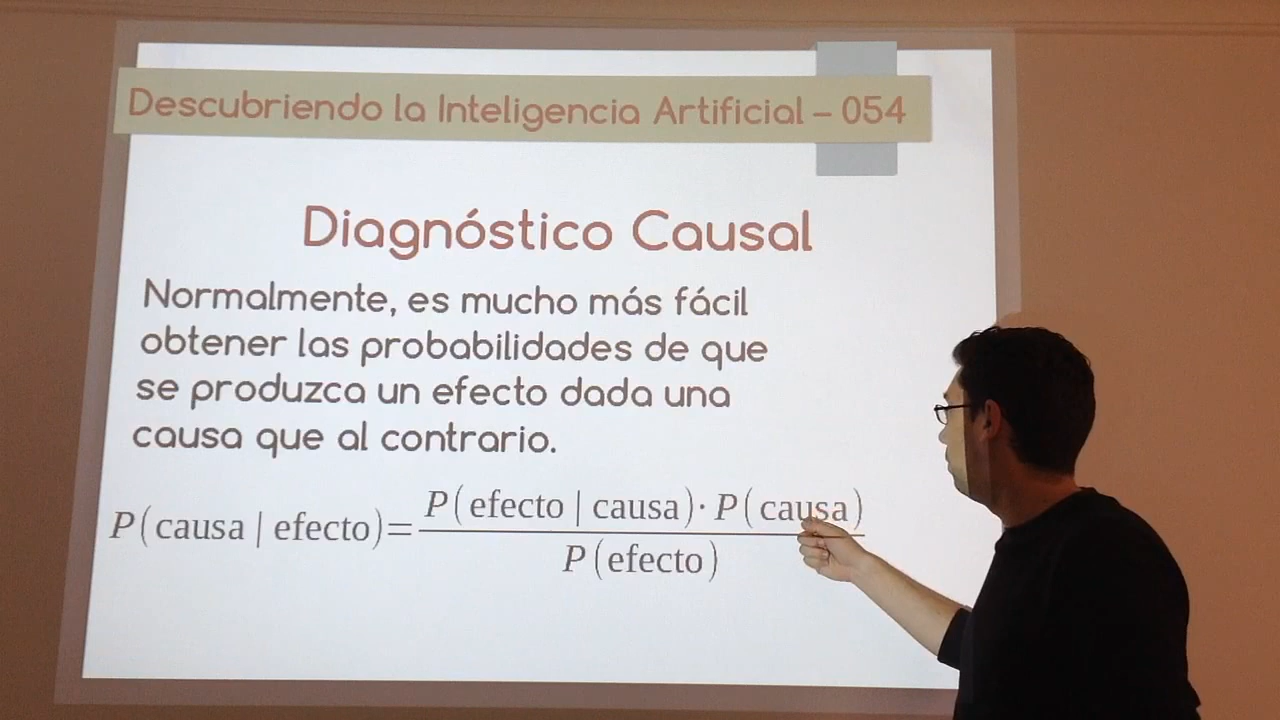 Descubriendo la Inteligencia Artificial – 054
Diagnóstico Causal
Normalmente, es mucho más fácil
obtener las probabilidades de que
se produzca un efecto dada una
causa que al contrario.
P(causa | efecto)= P(efecto | causa)· P(causa)
P(efecto)